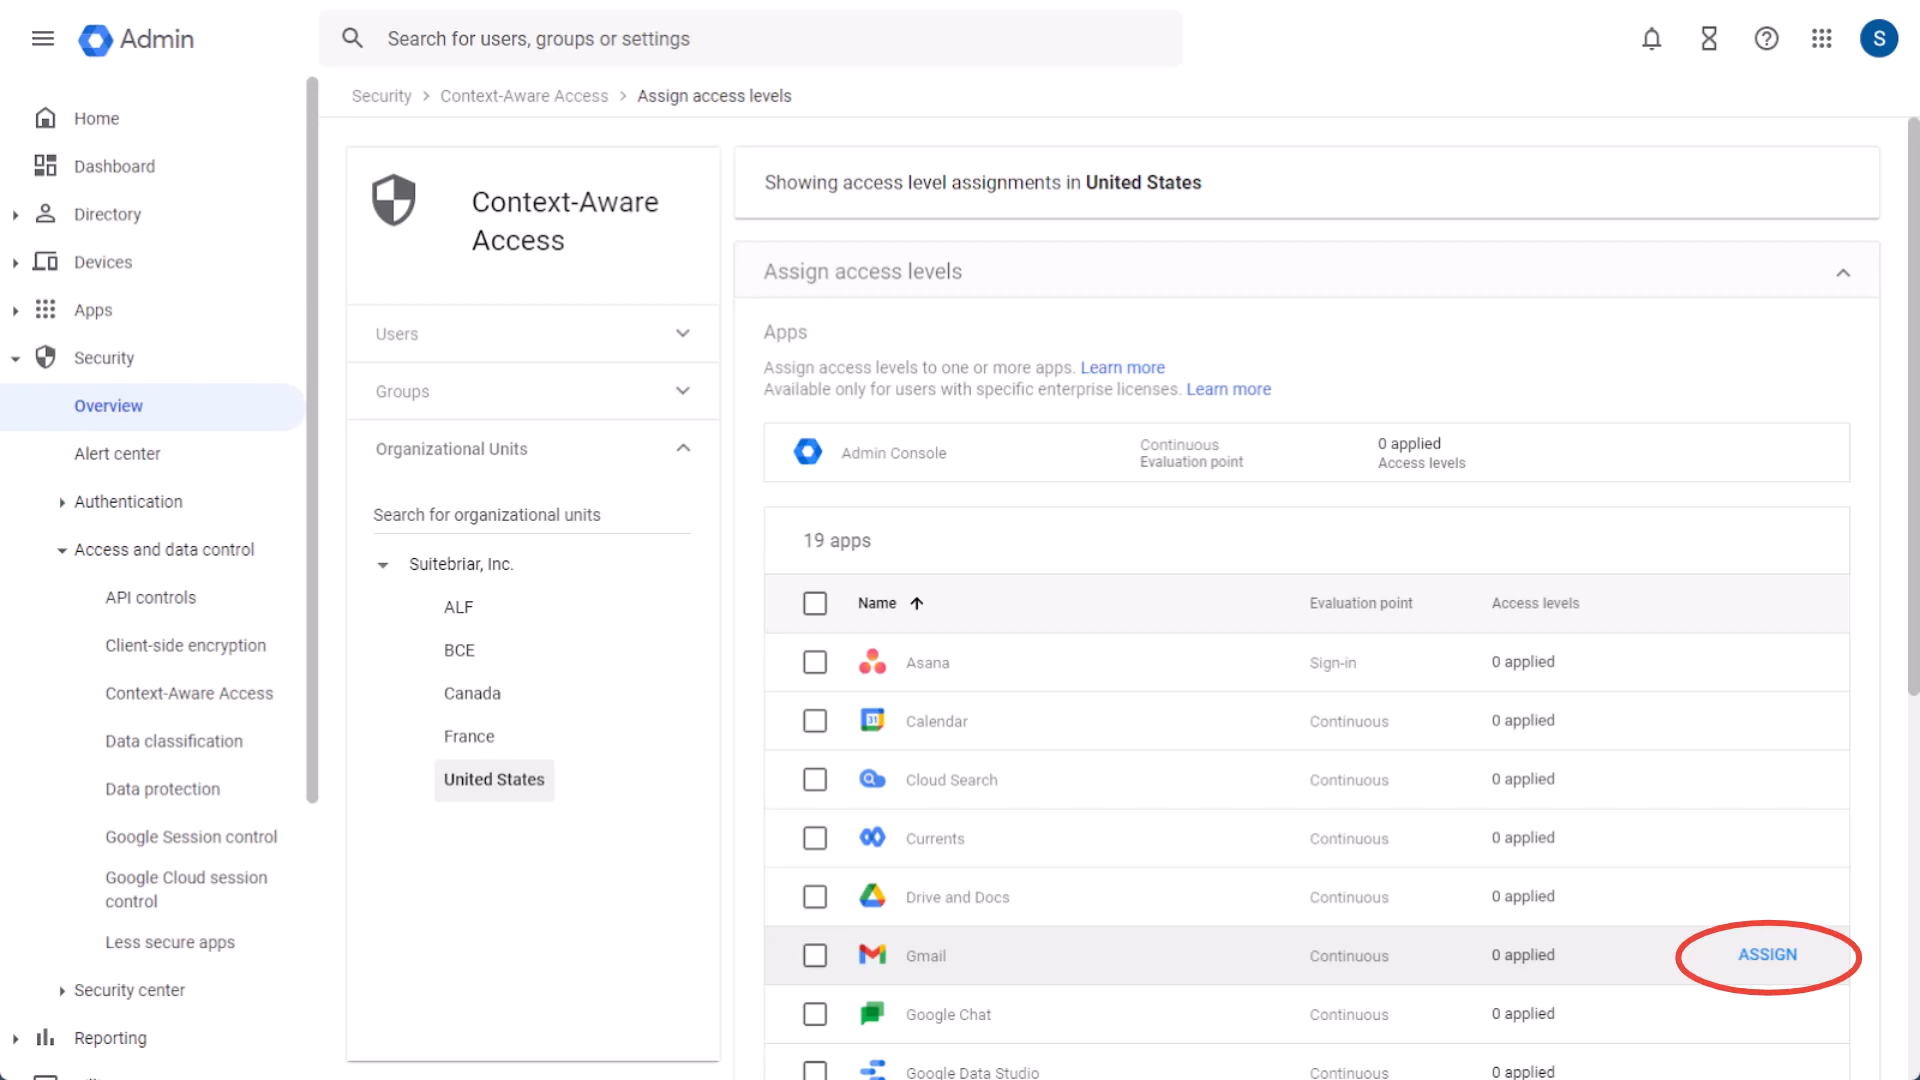 Admin
Search for users, groups or settings
S
Home
Dashboard
Directory
Devices
Apps
Security
Overview
Alert center
Authentication
Access and data control
API controls
Client-side encryption
Context-Aware Access
Data classification
Data protection
Google Session control
Google Cloud session
control
Less secure apps
Security center
Reporting
Security > Context-Aware Access > Assign access levels
Context-Aware
Access
Users
Groups
Organizational Units
Search for organizational units
Suitebriar, Inc.
ALF
BCE
Canada
France
United States
Showing access level assignments in United States
Assign access levels
Apps
Assign access levels to one or more apps. Learn more
Available only for users with specific enterprise licenses. Learn more
Admin Console
Continuous
Evaluation point
0 applied
Access levels
19 apps
Name Evaluation point Access levels
Asana Sign-in 0 applied
31 Calendar Continuous 0 applied
Cloud Search Continuous 0 applied
Currents Continuous 0 applied
Drive and Docs Continuous 0 applied
Gmail Continuous 0 applied ASSIGN
Google Chat Continuous 0 applied
Google Data Studio Continuous 0 applied